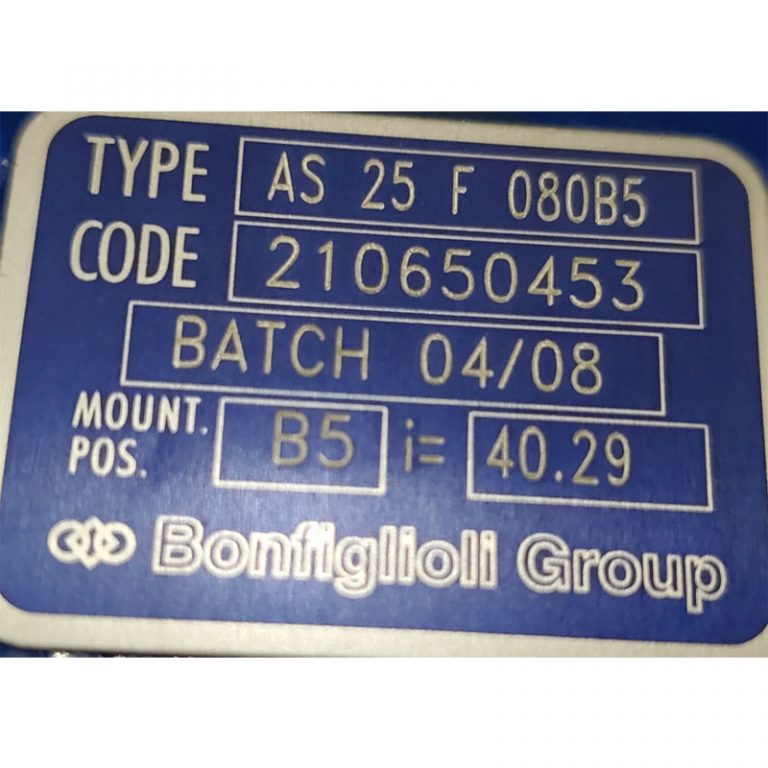 TYPE AS 25 F 080B5
CODE 210650453
BATCH 04/08
MOUNT. POS. B5 i= 40.29
Bonfiglioli Group